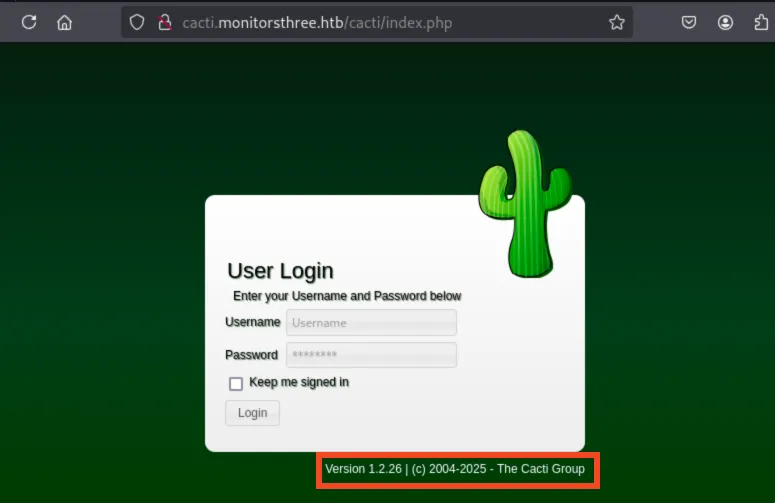 cacti.monitorsthree.htb/cacti/index.php
User Login
Enter your Username and Password below
Username Username
Password ********
Keep me signed in
Login
Version 1.2.26 | (c) 2004-2025 - The Cacti Group